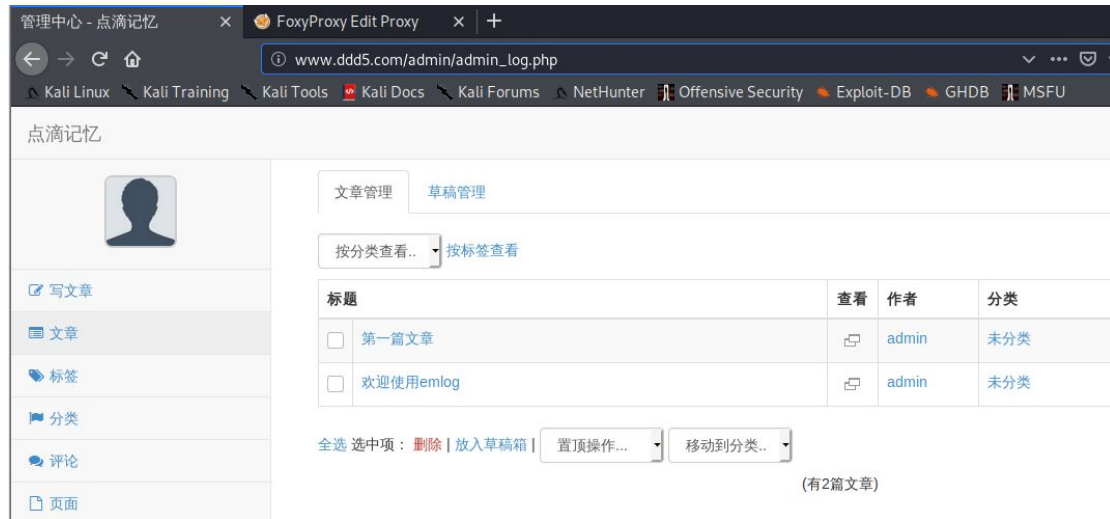 管理中心 - 点滴记忆
FoxyProxy Edit Proxy
www.ddd5.com/admin/admin_log.php
Kali Linux Kali Training Kali Tools Kali Docs Kali Forums NetHunter Offensive Security Exploit-DB GHDB MSFU
点滴记忆
文章管理 草稿管理
按分类查看.. 按标签查看
写文章
文章
标签
分类
评论
页面
标题 查看 作者 分类
第一篇文章 admin 未分类
欢迎使用emlog admin 未分类
全选 选中项： 删除 | 放入草稿箱 | 置顶操作... 移动到分类..
(有2篇文章)